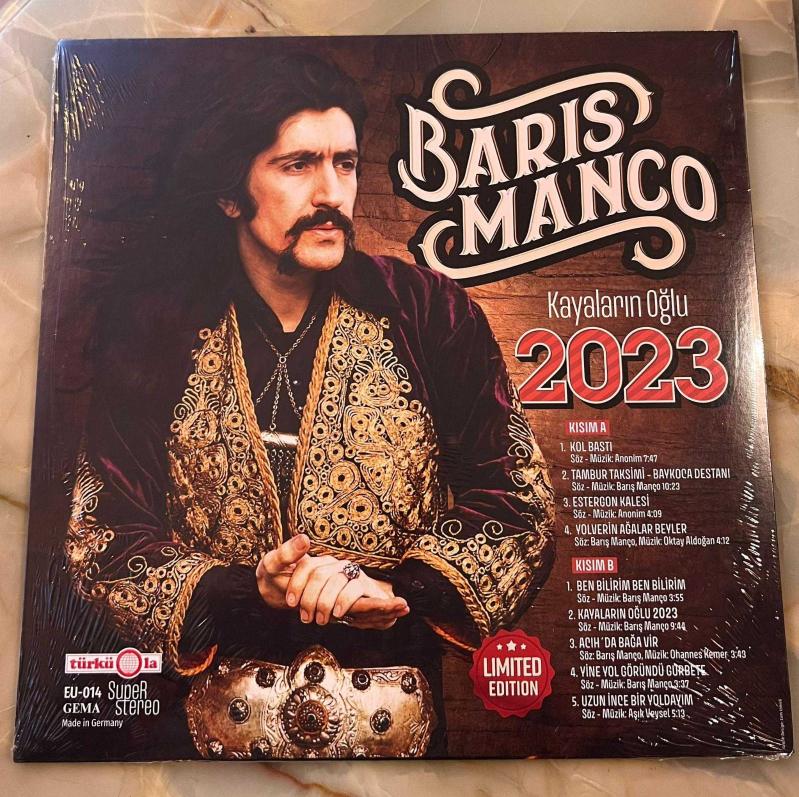 BARIS
MANCO
Kayaların Oğlu
2023
KISIM A
1. KOL BASTI
Söz - Müzik: Anonim 7:47
2. TAMBUR TAKSİMİ - BAYKOCA DESTANI
Söz - Müzik: Barış Manço 10:23
3. ESTERGON KALESİ
Söz - Müzik: Anonim 4:09
4. YOLVERİN AĞALAR BEYLER
Söz: Barış Manço, Müzik: Oktay Aldoğan 4:12
KISIM B
1. BEN BİLİRİM BEN BİLİRİM
Söz - Müzik: Barış Manço 3:55
2. KAYALARIN OĞLU 2023
Söz - Müzik: Barış Manço 9:44
3. ACIH´DA BAĞA VİR
Söz: Barış Manço, Müzik: Ohannes Kemer 3:43
4. YİNE YOL GÖRÜNDÜ GURBETE
Söz - Müzik: Barış Manço 3:37
5. UZUN İNCE BİR YOLDAYIM
Söz - Müzik: Aşık Veysel 5:13
LIMITED
EDITION
türkü la
EU-014 Super
GEMA Stereo
Made in Germany